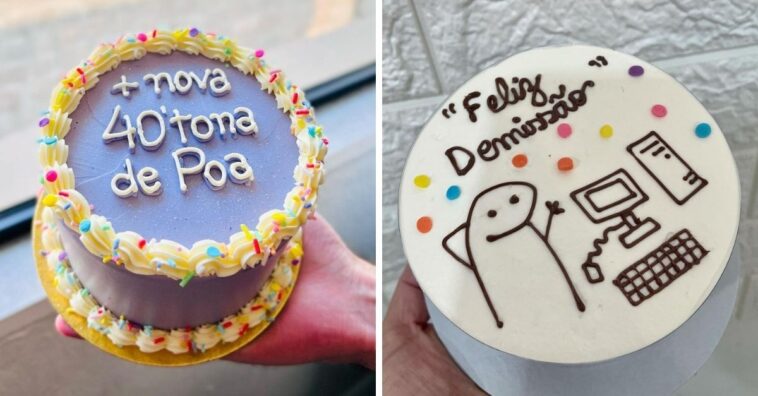 + nova
40'tona
de Poa
"Feliz
Demissão"